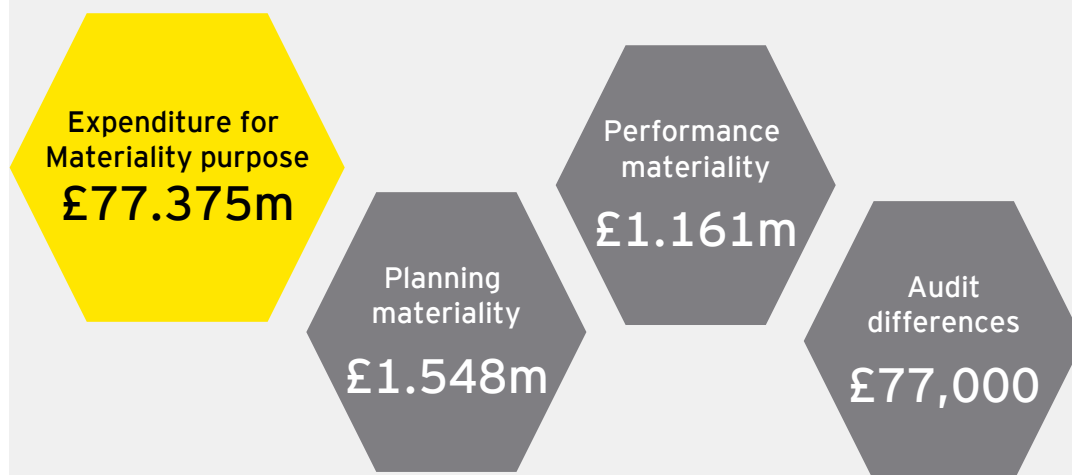 Expenditure for
Materiality purpose
£77.375m
Planning
materiality
£1.548m
Performance
materiality
£1.161m
Audit
differences
£77,000